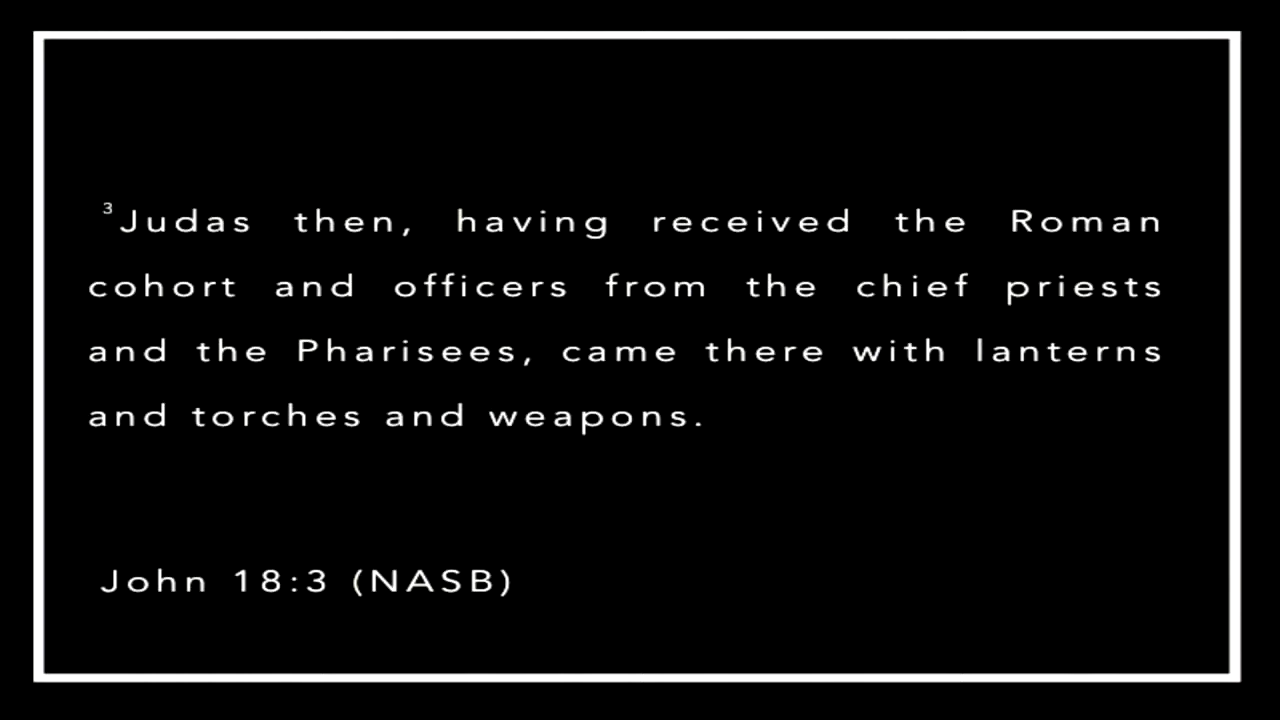 ³Judas then, having received the Roman
cohort and officers from the chief priests
and the Pharisees, came there with lanterns
and torches and weapons.
John 18:3 (NASB)